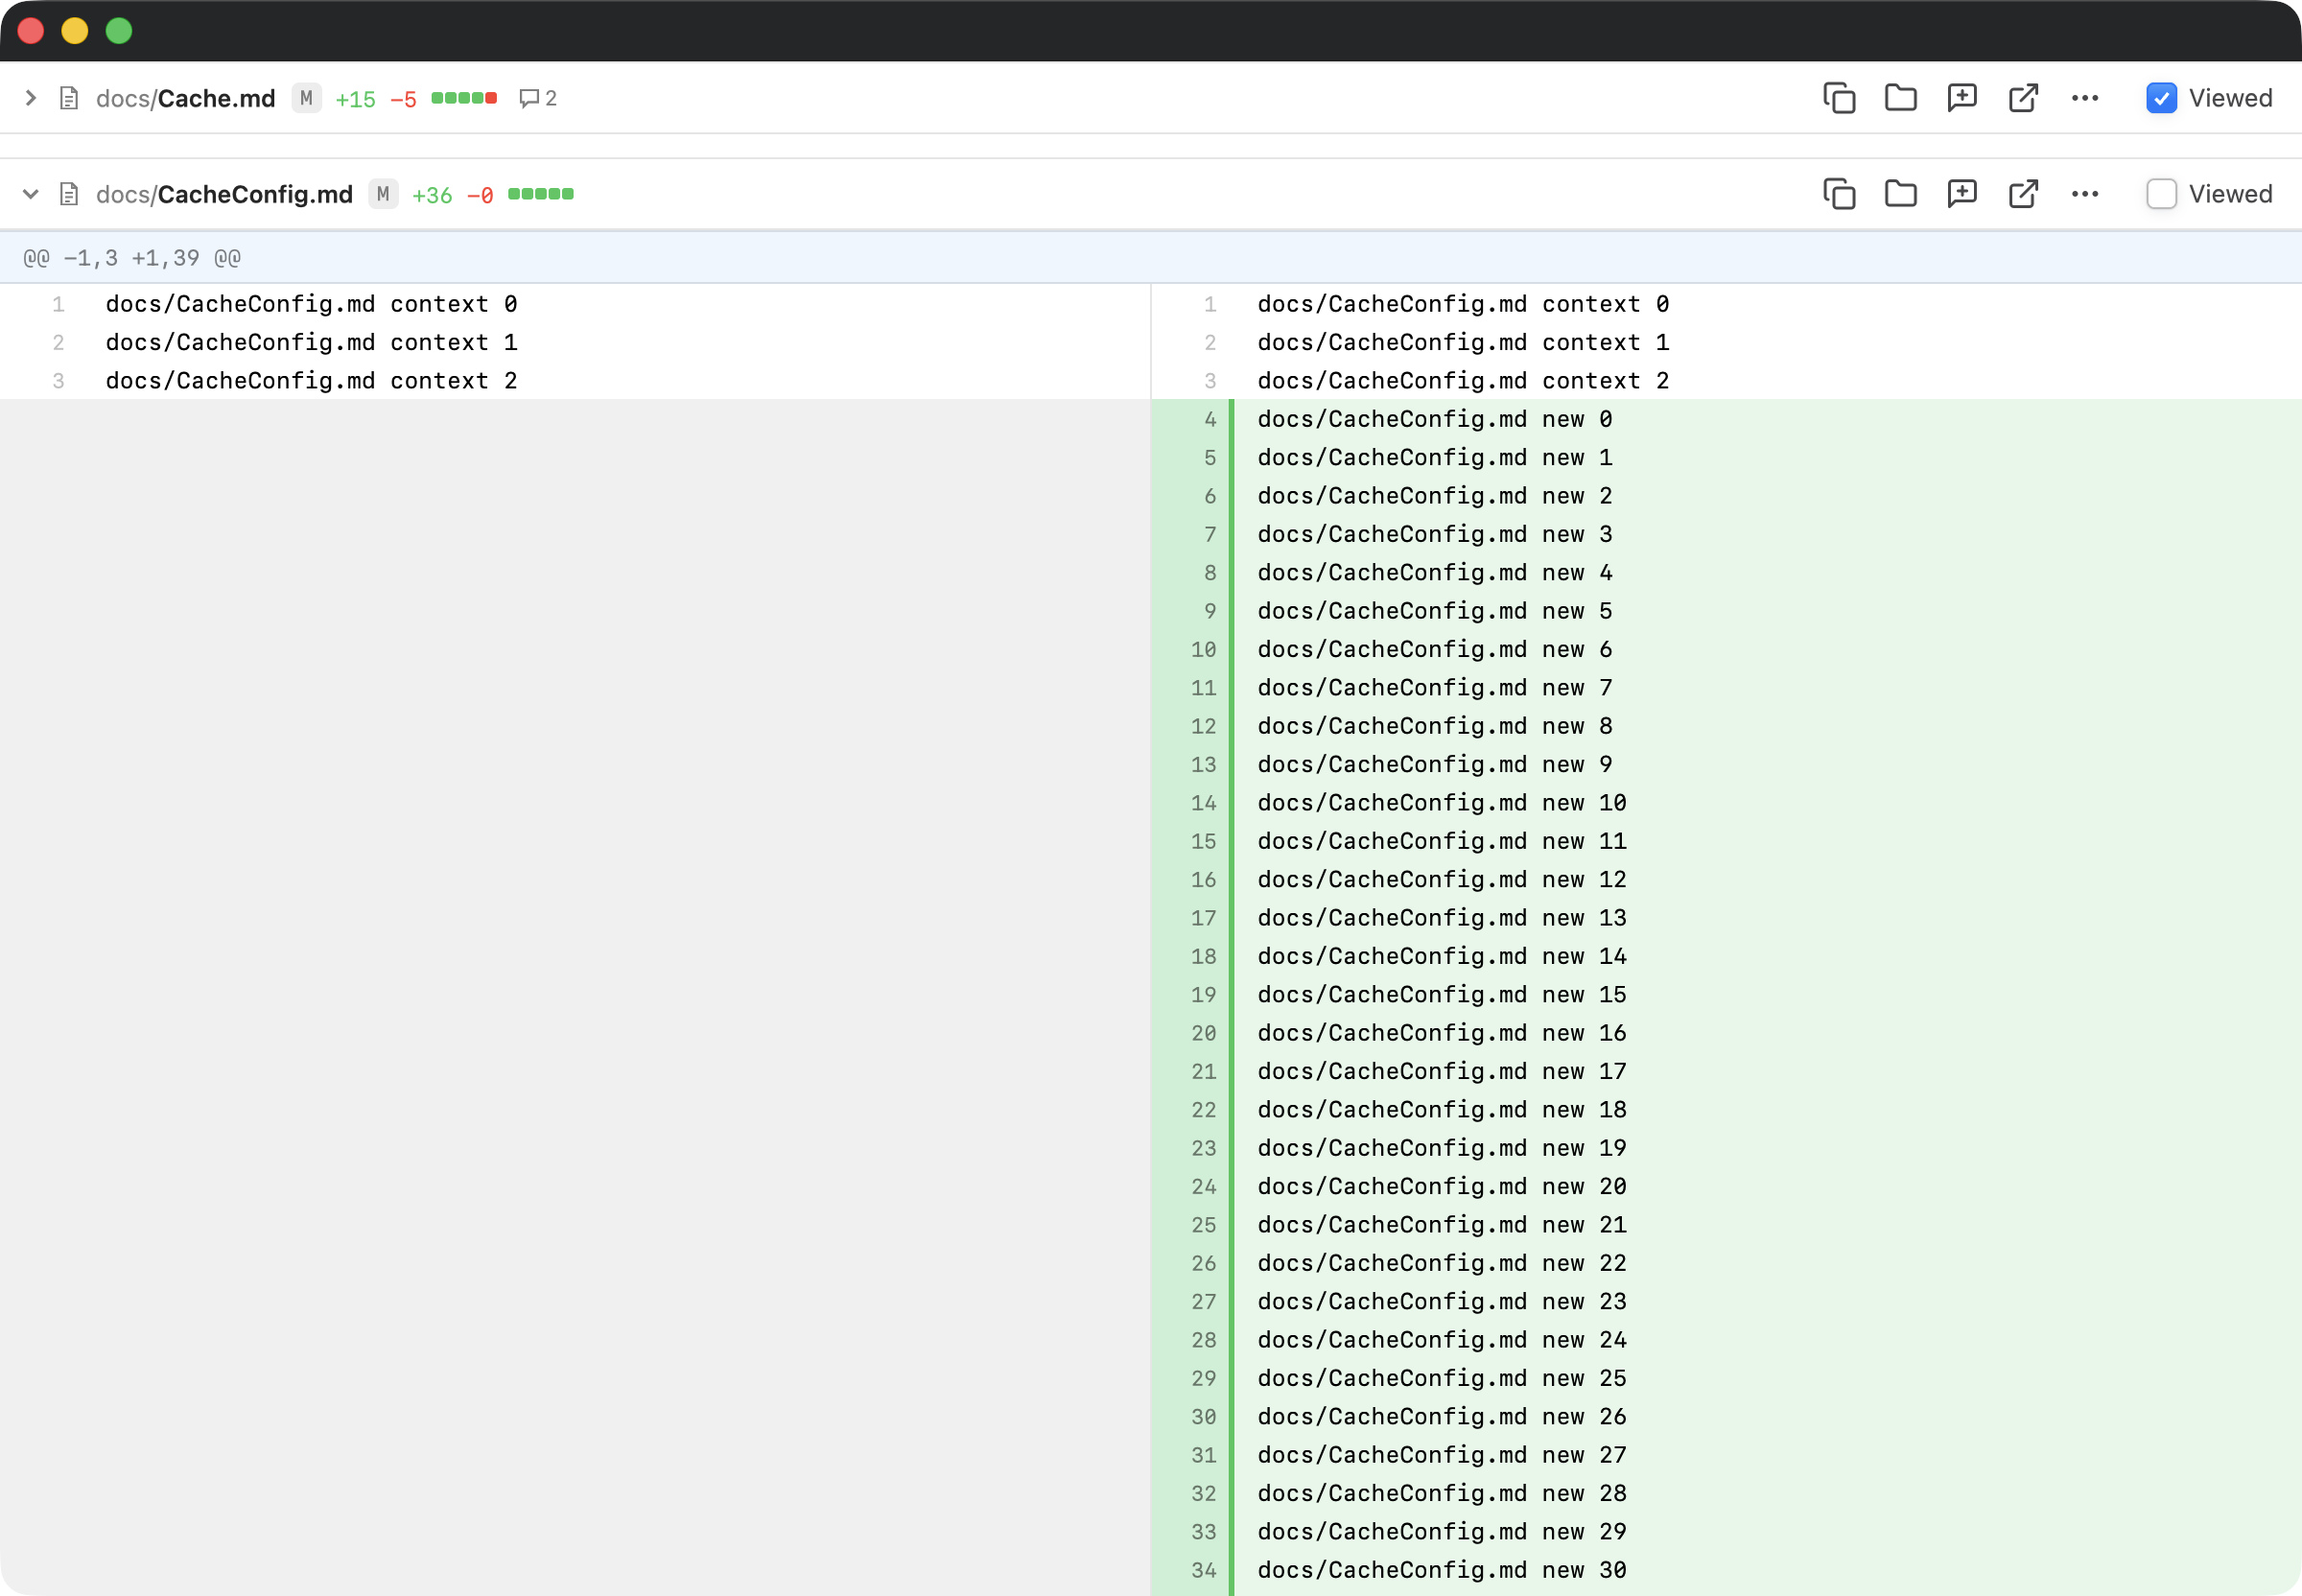 docs/Cache.md M +15 −5 2 Viewed
docs/CacheConfig.md M +36 −0 Viewed
@@ −1,3 +1,39 @@
1 docs/CacheConfig.md context 0 1 docs/CacheConfig.md context 0
2 docs/CacheConfig.md context 1 2 docs/CacheConfig.md context 1
3 docs/CacheConfig.md context 2 3 docs/CacheConfig.md context 2
4 docs/CacheConfig.md new 0
5 docs/CacheConfig.md new 1
6 docs/CacheConfig.md new 2
7 docs/CacheConfig.md new 3
8 docs/CacheConfig.md new 4
9 docs/CacheConfig.md new 5
10 docs/CacheConfig.md new 6
11 docs/CacheConfig.md new 7
12 docs/CacheConfig.md new 8
13 docs/CacheConfig.md new 9
14 docs/CacheConfig.md new 10
15 docs/CacheConfig.md new 11
16 docs/CacheConfig.md new 12
17 docs/CacheConfig.md new 13
18 docs/CacheConfig.md new 14
19 docs/CacheConfig.md new 15
20 docs/CacheConfig.md new 16
21 docs/CacheConfig.md new 17
22 docs/CacheConfig.md new 18
23 docs/CacheConfig.md new 19
24 docs/CacheConfig.md new 20
25 docs/CacheConfig.md new 21
26 docs/CacheConfig.md new 22
27 docs/CacheConfig.md new 23
28 docs/CacheConfig.md new 24
29 docs/CacheConfig.md new 25
30 docs/CacheConfig.md new 26
31 docs/CacheConfig.md new 27
32 docs/CacheConfig.md new 28
33 docs/CacheConfig.md new 29
34 docs/CacheConfig.md new 30